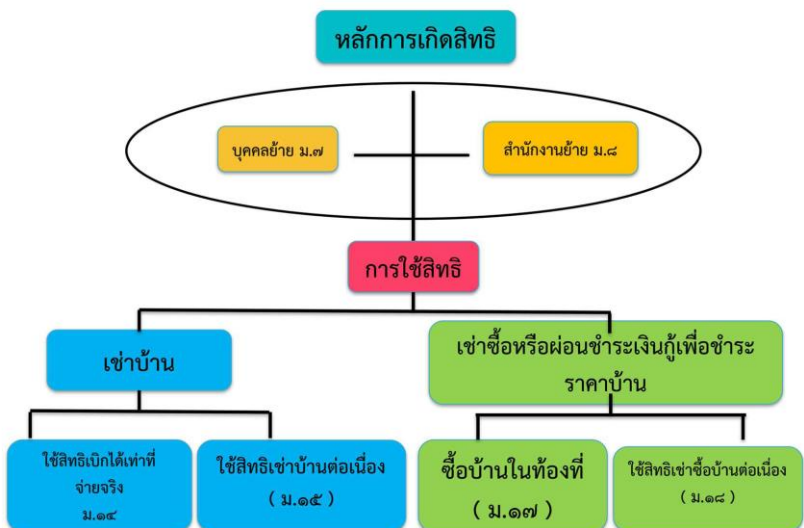 หลักการเกิดสิทธิ
บุคคลย้าย ม.๗
สำนักงานย้าย ม.๘
การใช้สิทธิ
เช่าบ้าน
เช่าซื้อหรือผ่อนชำระเงินกู้เพื่อชำระ
ราคาบ้าน
ใช้สิทธิเบิกได้เท่าที่
จ่ายจริง
ม.๑๔
ใช้สิทธิเช่าบ้านต่อเนื่อง
( ม.๑๕ )
ซื้อบ้านในท้องที่
( ม.๑๗ )
ใช้สิทธิเช่าซื้อบ้านต่อเนื่อง
( ม.๑๘ )